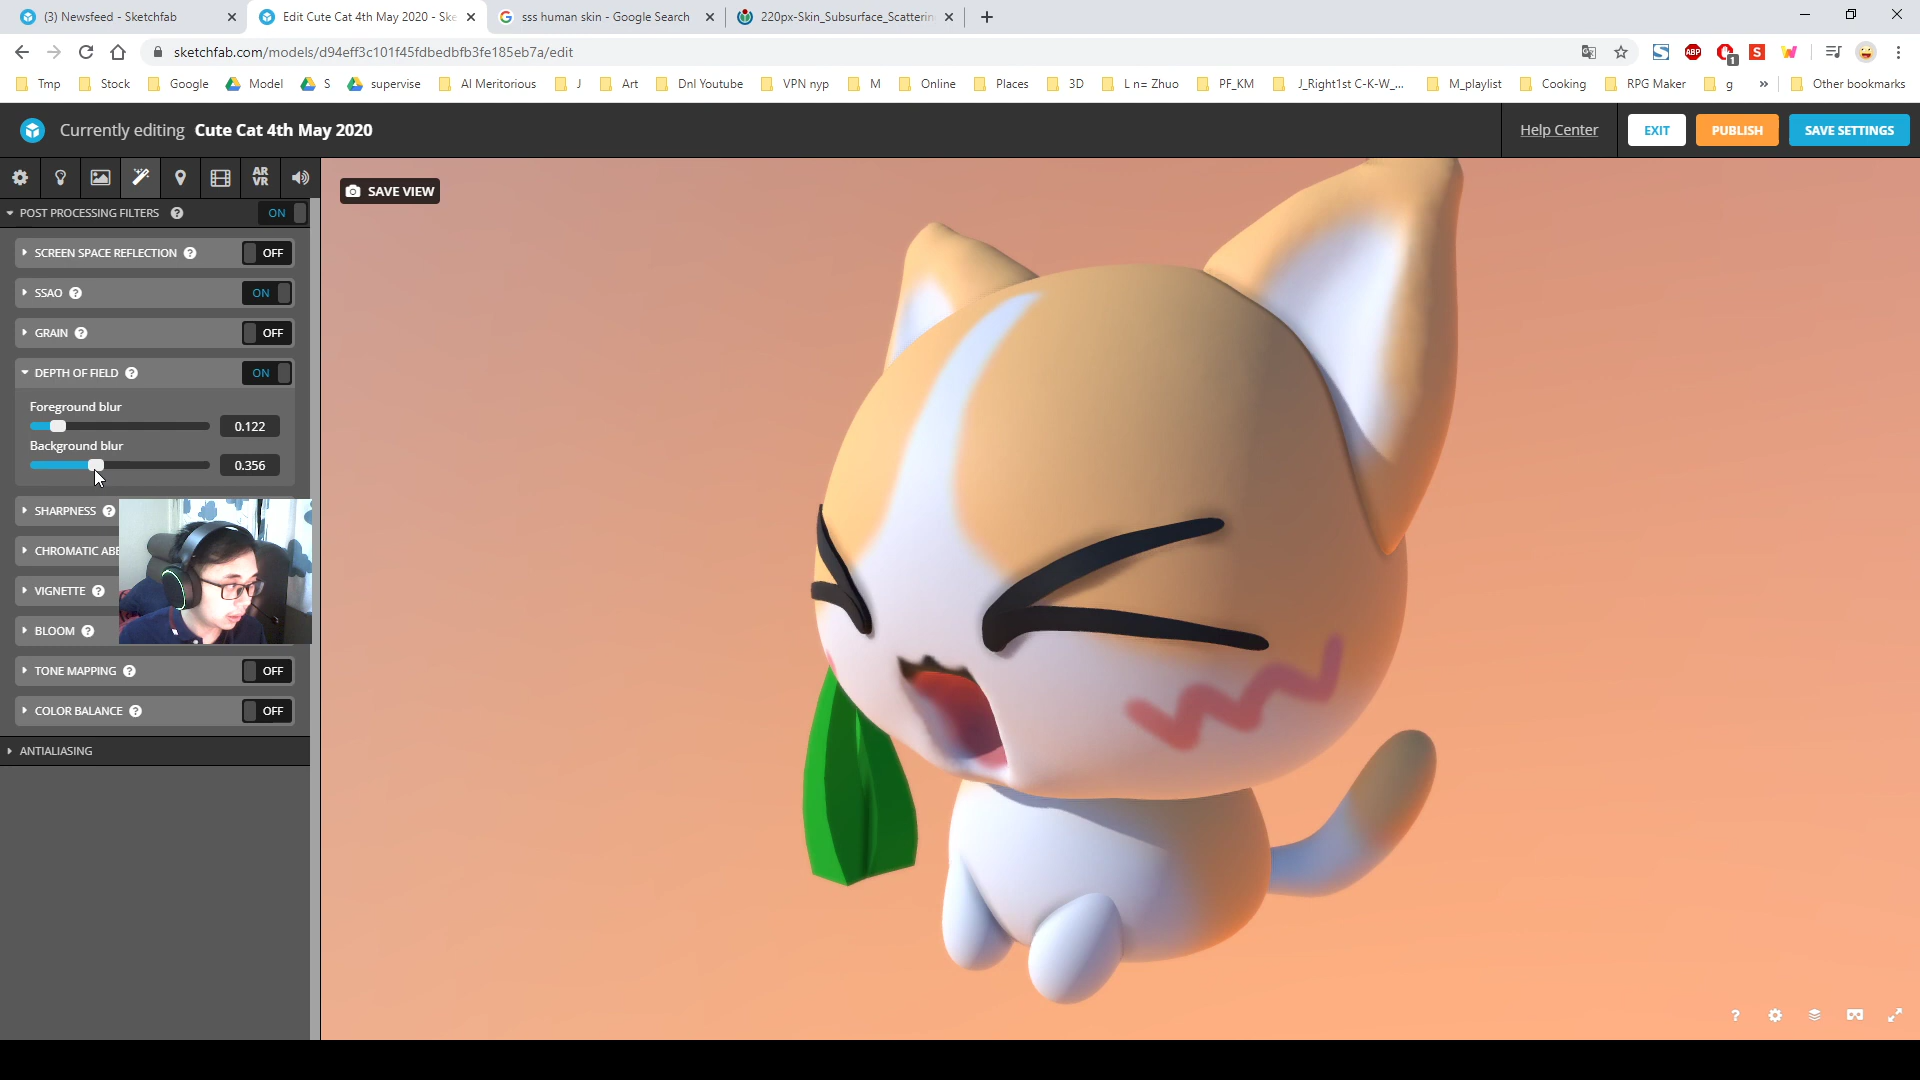 (3) Newsfeed - Sketchfab
Edit Cute Cat 4th May 2020 - Ske
sss human skin - Google Search
220px-Skin_Subsurface_Scatterin
sketchfab.com/models/d94eff3c101f45fdbedbfb3fe185eb7a/edit
ABP
1
S
Tmp
Stock
Google
Model
S
supervise
AI Meritorious
J
Art
Dnl Youtube
VPN nyp
M
Online
Places
3D
L n= Zhuo
PF_KM
J_Right1st C-K-W_...
M_playlist
Cooking
RPG Maker
g
»
Other bookmarks
Currently editing Cute Cat 4th May 2020
Help Center
EXIT
PUBLISH
SAVE SETTINGS
AR
VR
SAVE VIEW
POST PROCESSING FILTERS ? ON
SCREEN SPACE REFLECTION ? OFF
SSAO ? ON
GRAIN ? OFF
DEPTH OF FIELD ? ON
Foreground blur
0.122
Background blur
0.356
SHARPNESS ?
CHROMATIC ABE
VIGNETTE ?
BLOOM ?
TONE MAPPING ? OFF
COLOR BALANCE ? OFF
ANTIALIASING
?